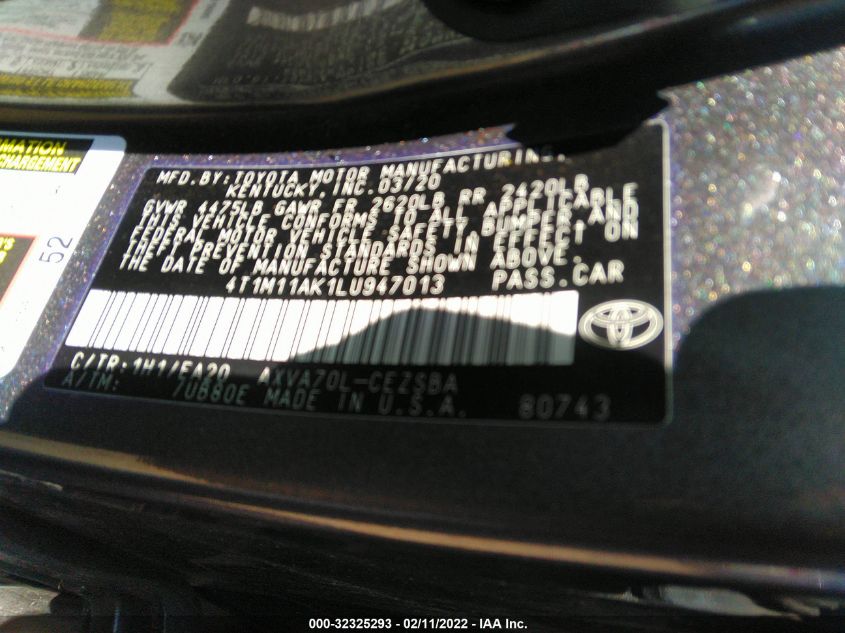 MATION
CHARGEMENT
52
MFD.BY:TOYOTA MOTOR MANUFACTURING,
KENTUCKY, INC.03/20
GVWR 4475LB GAWR FR 2620LB RR 2420LB
THIS VEHICLE CONFORMS TO ALL APPLICABLE
FEDERAL MOTOR VEHICLE SAFETY, BUMPER, AND
THEFT PREVENTION STANDARDS IN EFFECT ON
THE DATE OF MANUFACTURE SHOWN ABOVE.
4T1M11AK1LU947013 PASS.CAR
C/TR:1H1/FA20 AXVA70L-CEZSBA
A/TM: 7UB80E MADE IN U.S.A. 80743
000-32325293 - 02/11/2022 - IAA Inc.